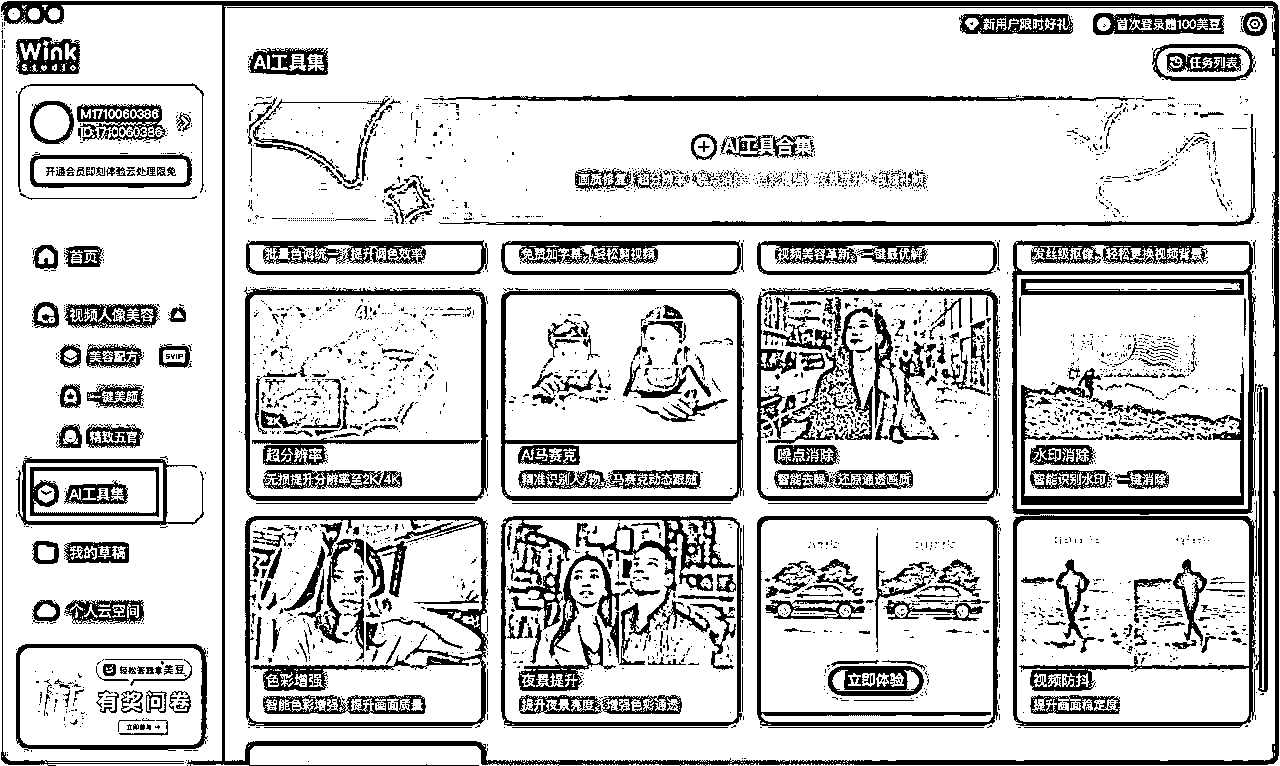 新用户限时好礼
首次登录赠100美豆
Wink
Studio
AI工具集
任务列表
M1710060386
ID:1710060386
开通会员即刻体验云处理限免
AI工具合集
画质修复
首页
视频人像美容
美容配方
SVIP
一键美颜
精致五官
AI工具集
我的草稿
个人云空间
轻松答题拿美豆
有奖问卷
立即参与
批量色调统一，提升调色效率
免费加字幕，轻松剪视频
视频美容革新，一键最优解
发丝级抠像，轻松更换视频背景
超分辨率
无损提升分辨率至2K/4K
AI马赛克
精准识别人/物，马赛克动态跟随
噪点消除
智能去噪，还原通透画质
水印消除
智能识别水印，一键消除
色彩增强
智能色彩增强，提升画面质量
夜景提升
提升夜景亮度，增强色彩通透
立即体验
视频防抖
提升画面稳定度